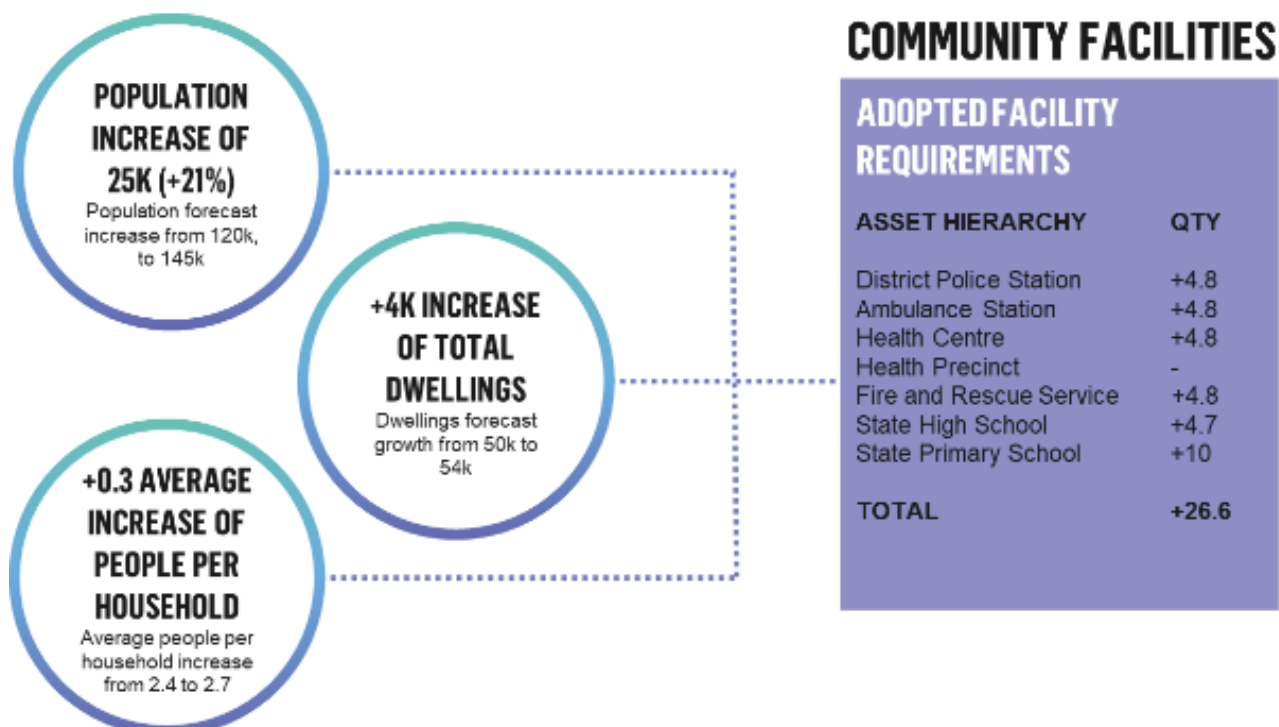 POPULATION
INCREASE OF
25K (+21%)
Population forecast
increase from 120k,
to 145k
+4K INCREASE
OF TOTAL
DWELLINGS
Dwellings forecast
growth from 50k to
54k
+0.3 AVERAGE
INCREASE OF
PEOPLE PER
HOUSEHOLD
Average people per
household increase
from 2.4 to 2.7
COMMUNITY FACILITIES
ADOPTED FACILITY
REQUIREMENTS
ASSET HIERARCHY QTY
District Police Station +4.8
Ambulance Station +4.8
Health Centre +4.8
Health Precinct -
Fire and Rescue Service +4.8
State High School +4.7
State Primary School +10
TOTAL +26.6